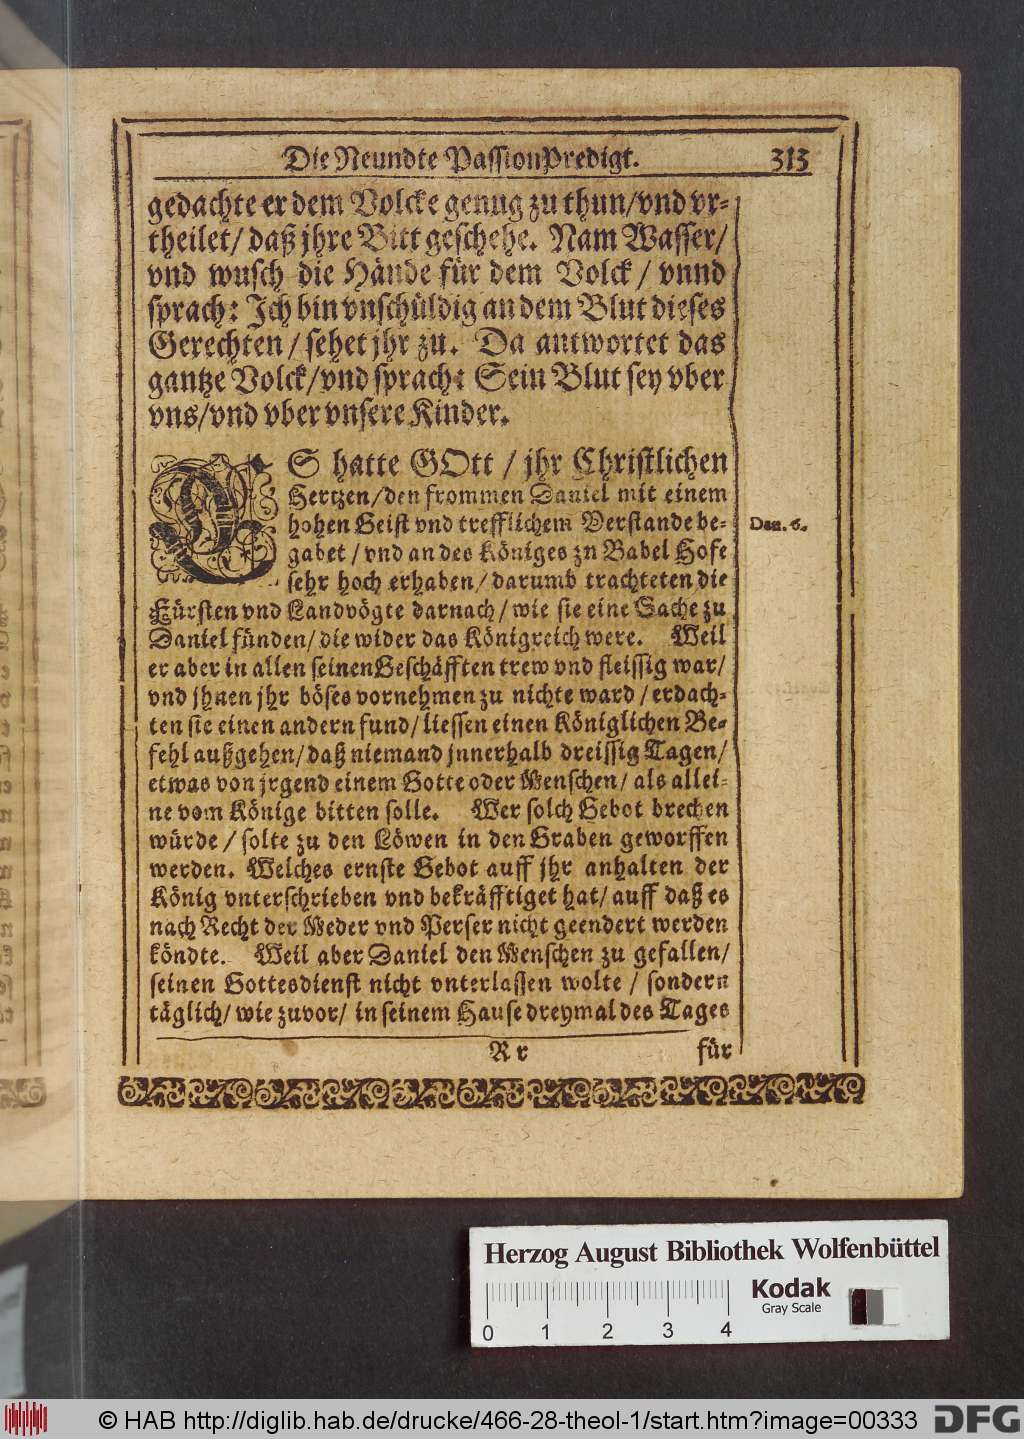 Die Neundte PassionPredigt. 313
gedachte er dem Volcke genug zu thun/vnd vr-
theilet/ daß jhre Bitt geschehe. Nam Wasser/
vnd wusch die Hände für dem Volck / vnnd
sprach: Ich bin vnschüldig an dem Blut dieses
Gerechten / sehet jhr zu. Da antwortet das
gantze Volck/vnd sprach: Sein Blut sey vber
vns/vnd vber vnsere Kinder.
ES hatte GOtt / jhr Christlichen
Hertzen/den frommen Daniel mit einem
hohen Geist vnd trefflichem Verstande be-
Dan. 6.
gabet / vnd an des Königes zu Babel Hofe
sehr hoch erhaben/ darumb trachteten die
Fürsten vnd Landvögte darnach/ wie sie eine Sache zu
Daniel fünden/ die wider das Königreich were. Weil
er aber in allen seinen Geschäfften trew vnd fleissig war/
vnd jhnen jhr böses vornehmen zu nichte ward/ erdach-
ten sie einen andern fund/ liessen einen Königlichen Be-
fehl außgehen/ daß niemand jnnerhalb dreissig Tagen/
etwas von jrgend einem Gotte oder Menschen/ als allei-
ne vom Könige bitten solle. Wer solch Gebot brechen
würde / solte zu den Löwen in den Graben geworffen
werden. Welches ernste Gebot auff jhr anhalten der
König vnterschrieben vnd bekräfftiget hat/ auff daß es
nach Recht der Meder vnd Perser nicht geendert werden
köndte. Weil aber Daniel den Menschen zu gefallen/
seinen Gottesdienst nicht vnterlassen wolte / sondern
täglich/ wie zuvor/ in seinem Hause dreymal des Tages
R r für
Herzog August Bibliothek Wolfenbüttel
Kodak
Gray Scale
0 1 2 3 4
© HAB http://diglib.hab.de/drucke/466-28-theol-1/start.htm?image=00333 DFG